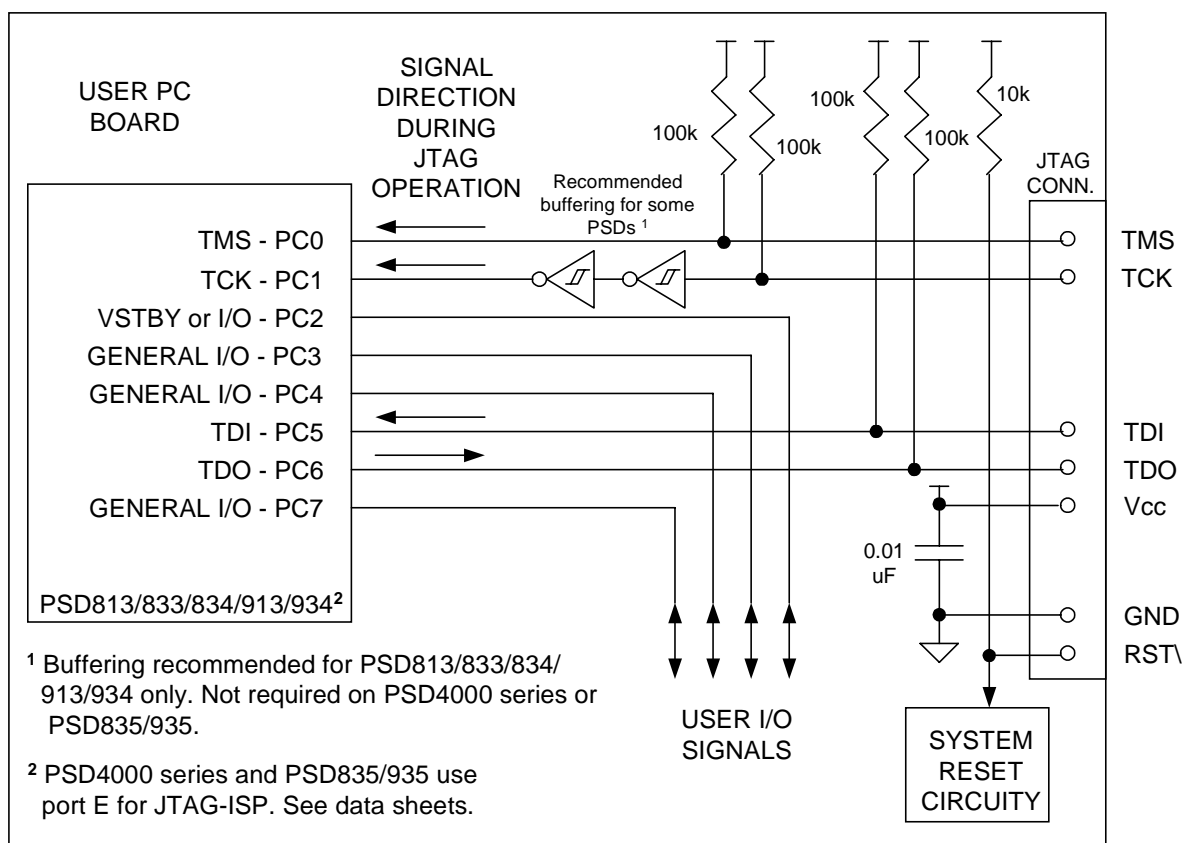 USER PC
BOARD
SIGNAL
DIRECTION
DURING
JTAG
OPERATION
Recommended
buffering for some
PSDs ¹
100k
100k
100k
100k
10k
JTAG
CONN.
TMS - PC0
TCK - PC1
VSTBY or I/O - PC2
GENERAL I/O - PC3
GENERAL I/O - PC4
TDI - PC5
TDO - PC6
GENERAL I/O - PC7
PSD813/833/834/913/934²
TMS
TCK
TDI
TDO
Vcc
GND
RST\
0.01
uF
USER I/O
SIGNALS
SYSTEM
RESET
CIRCUITY
¹ Buffering recommended for PSD813/833/834/
913/934 only. Not required on PSD4000 series or
PSD835/935.
² PSD4000 series and PSD835/935 use
port E for JTAG-ISP. See data sheets.